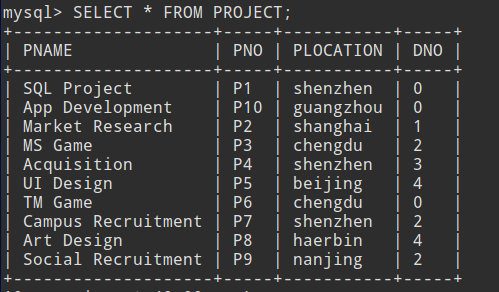 mysql> SELECT * FROM PROJECT;
+--------------------+-----+-----------+-----+
| PNAME              | PNO | PLOCATION | DNO |
+--------------------+-----+-----------+-----+
| SQL Project        | P1  | shenzhen  | 0   |
| App Development    | P10 | guangzhou | 0   |
| Market Research    | P2  | shanghai  | 1   |
| MS Game            | P3  | chengdu   | 2   |
| Acquisition        | P4  | shenzhen  | 3   |
| UI Design          | P5  | beijing   | 4   |
| TM Game            | P6  | chengdu   | 0   |
| Campus Recruitment | P7  | shenzhen  | 2   |
| Art Design         | P8  | haerbin   | 4   |
| Social Recruitment | P9  | nanjing   | 2   |
+--------------------+-----+-----------+-----+